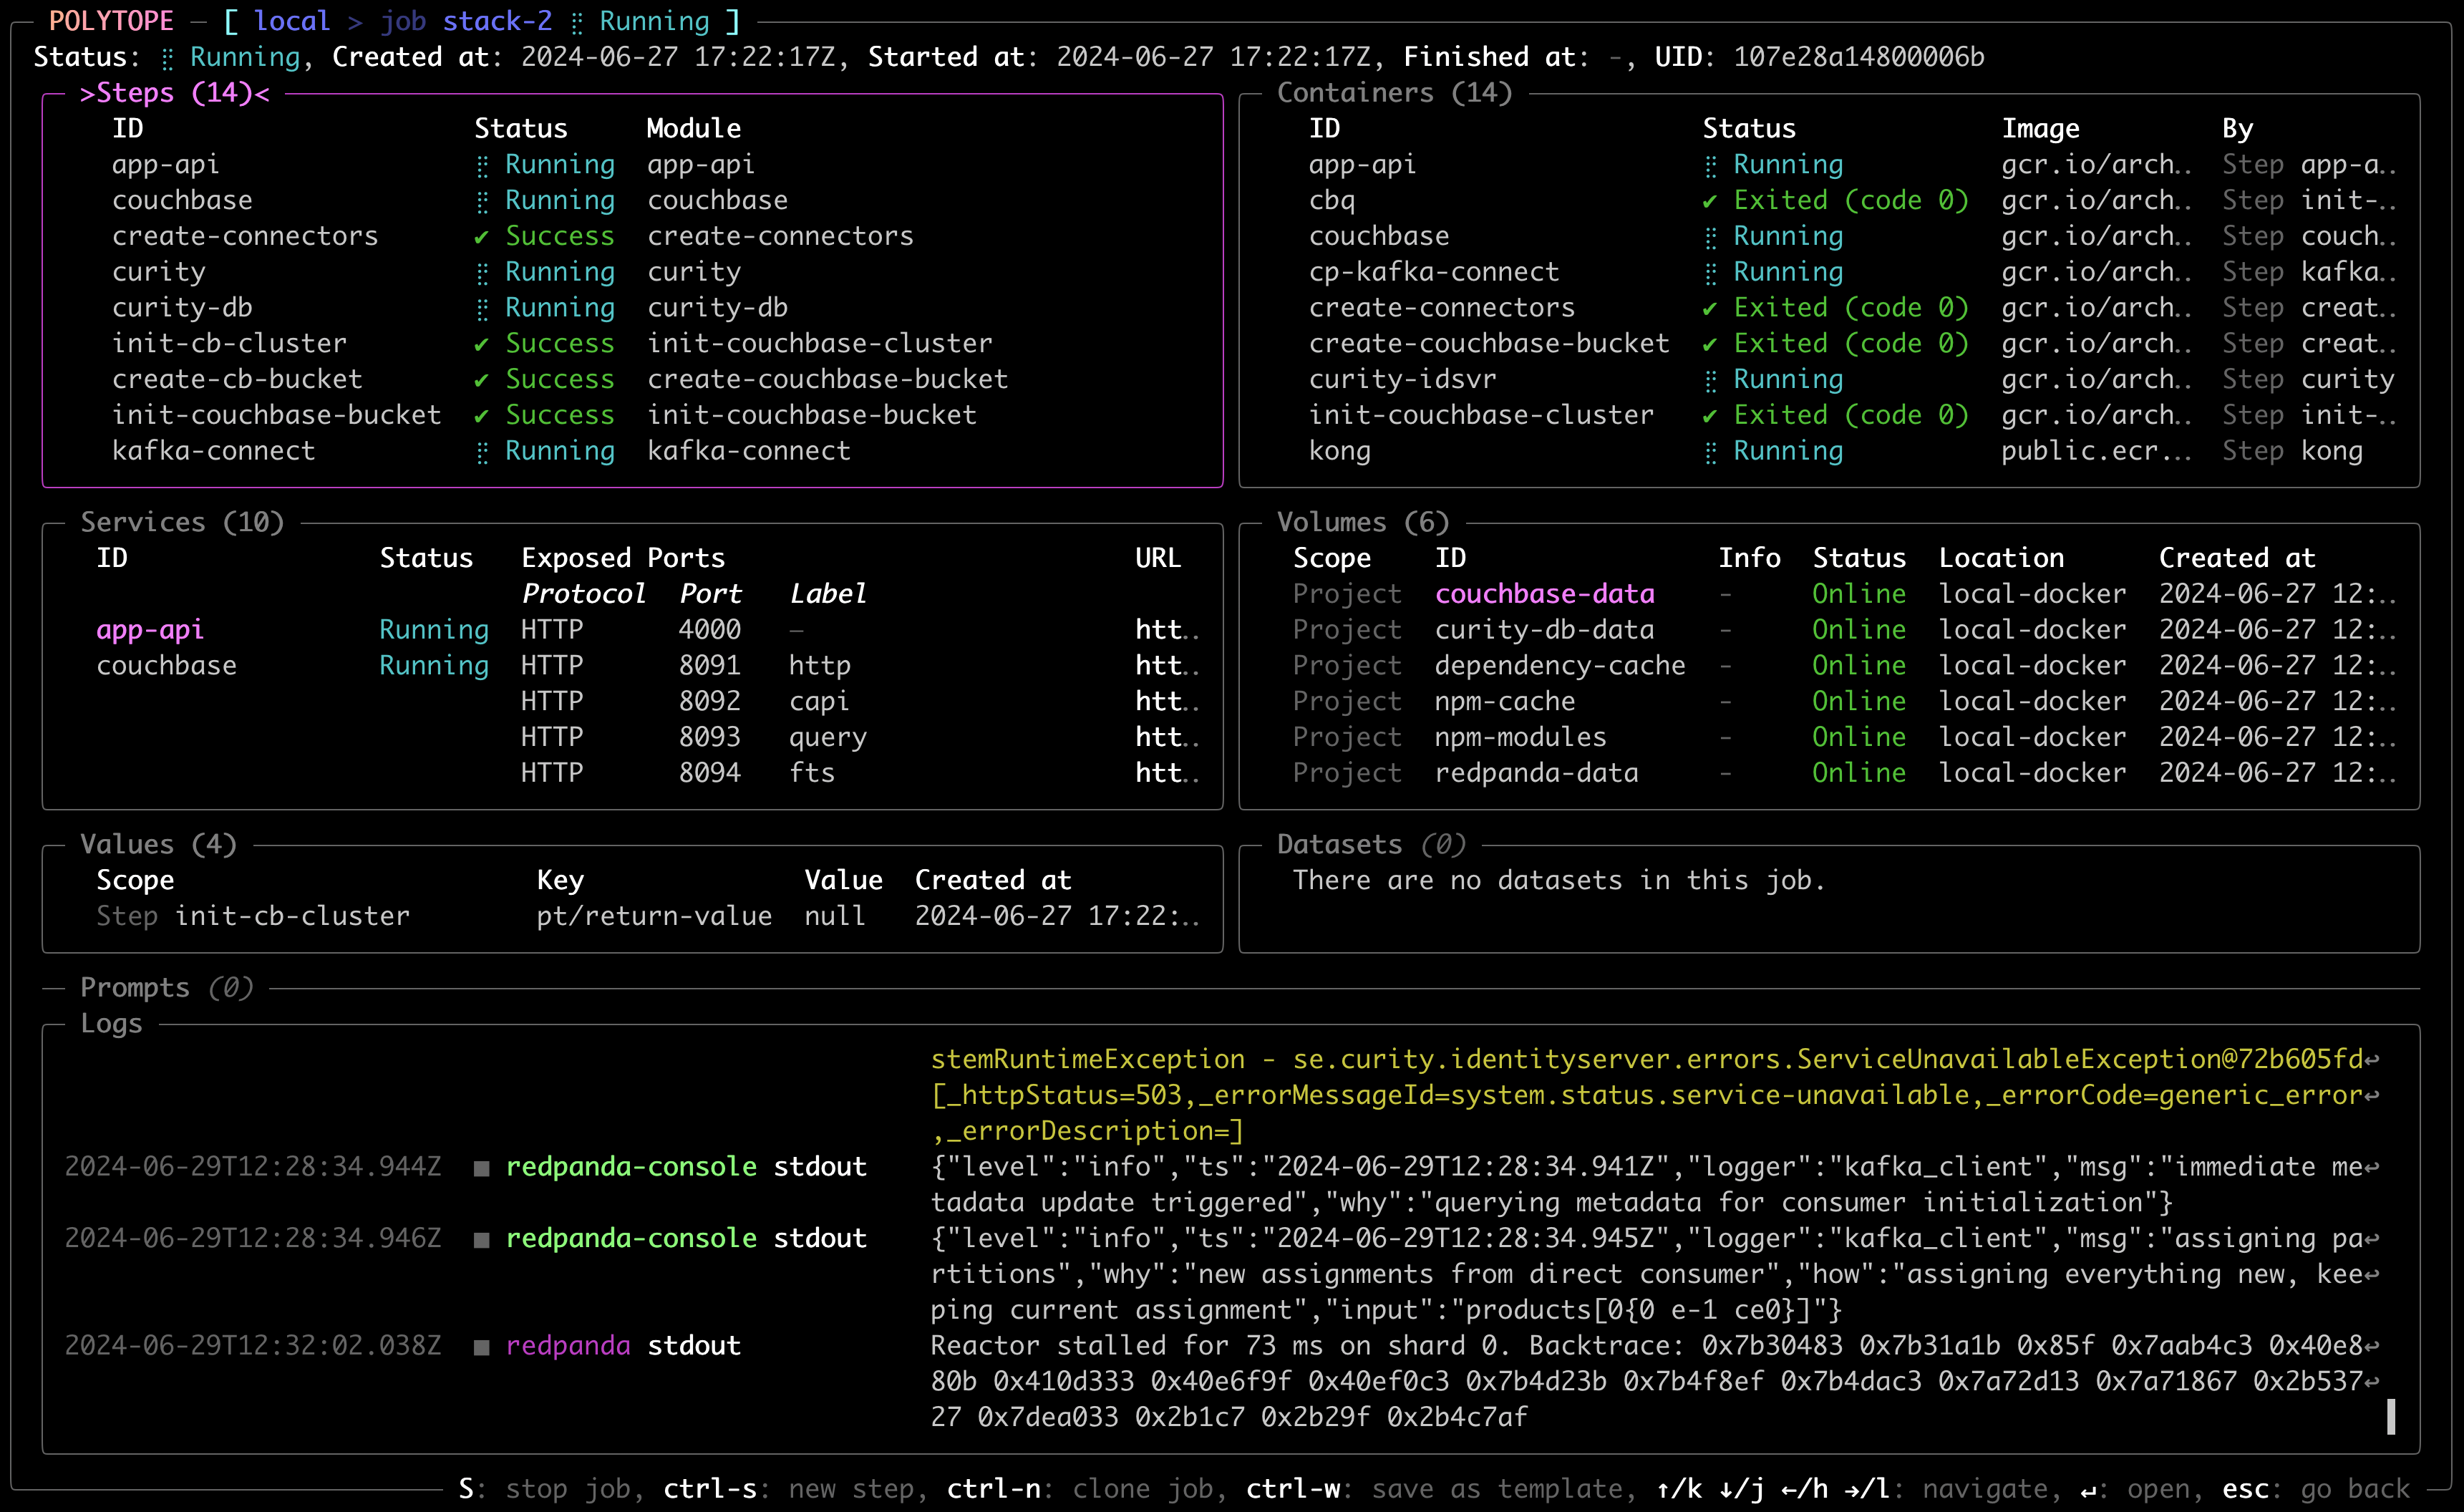 POLYTOPE — [ local > job stack-2 ⣟ Running ]
Status: ⣟ Running, Created at: 2024-06-27 17:22:17Z, Started at: 2024-06-27 17:22:17Z, Finished at: -, UID: 107e28a14800006b
>Steps (14)<
ID Status Module
app-api Running app-api
couchbase Running couchbase
create-connectors ✔ Success create-connectors
curity Running curity
curity-db Running curity-db
init-cb-cluster ✔ Success init-couchbase-cluster
create-cb-bucket ✔ Success create-couchbase-bucket
init-couchbase-bucket ✔ Success init-couchbase-bucket
kafka-connect Running kafka-connect
Containers (14)
ID Status Image By
app-api Running gcr.io/arch.. Step app-a..
cbq ✔ Exited (code 0) gcr.io/arch.. Step init-..
couchbase Running gcr.io/arch.. Step couch..
cp-kafka-connect Running gcr.io/arch.. Step kafka..
create-connectors ✔ Exited (code 0) gcr.io/arch.. Step creat..
create-couchbase-bucket ✔ Exited (code 0) gcr.io/arch.. Step creat..
curity-idsvr Running gcr.io/arch.. Step curity
init-couchbase-cluster ✔ Exited (code 0) gcr.io/arch.. Step init-..
kong Running public.ecr... Step kong
Services (10)
ID Status Exposed Ports URL
Protocol Port Label
app-api Running HTTP 4000 — htt..
couchbase Running HTTP 8091 http htt..
HTTP 8092 capi htt..
HTTP 8093 query htt..
HTTP 8094 fts htt..
Volumes (6)
Scope ID Info Status Location Created at
Project couchbase-data - Online local-docker 2024-06-27 12:..
Project curity-db-data - Online local-docker 2024-06-27 12:..
Project dependency-cache - Online local-docker 2024-06-27 12:..
Project npm-cache - Online local-docker 2024-06-27 12:..
Project npm-modules - Online local-docker 2024-06-27 12:..
Project redpanda-data - Online local-docker 2024-06-27 12:..
Values (4)
Scope Key Value Created at
Step init-cb-cluster pt/return-value null 2024-06-27 17:22:..
Datasets (0)
There are no datasets in this job.
Prompts (0)
Logs
stemRuntimeException - se.curity.identityserver.errors.ServiceUnavailableException@72b605fd↩
[_httpStatus=503,_errorMessageId=system.status.service-unavailable,_errorCode=generic_error↩
,_errorDescription=]
2024-06-29T12:28:34.944Z ■ redpanda-console stdout {"level":"info","ts":"2024-06-29T12:28:34.941Z","logger":"kafka_client","msg":"immediate me↩
tadata update triggered","why":"querying metadata for consumer initialization"}
2024-06-29T12:28:34.946Z ■ redpanda-console stdout {"level":"info","ts":"2024-06-29T12:28:34.945Z","logger":"kafka_client","msg":"assigning pa↩
rtitions","why":"new assignments from direct consumer","how":"assigning everything new, kee↩
ping current assignment","input":"products[0{0 e-1 ce0}]"}
2024-06-29T12:32:02.038Z ■ redpanda stdout Reactor stalled for 73 ms on shard 0. Backtrace: 0x7b30483 0x7b31a1b 0x85f 0x7aab4c3 0x40e8↩
80b 0x410d333 0x40e6f9f 0x40ef0c3 0x7b4d23b 0x7b4f8ef 0x7b4dac3 0x7a72d13 0x7a71867 0x2b537↩
27 0x7dea033 0x2b1c7 0x2b29f 0x2b4c7af
S: stop job, ctrl-s: new step, ctrl-n: clone job, ctrl-w: save as template, ↑/k ↓/j ←/h →/l: navigate, ↵: open, esc: go back